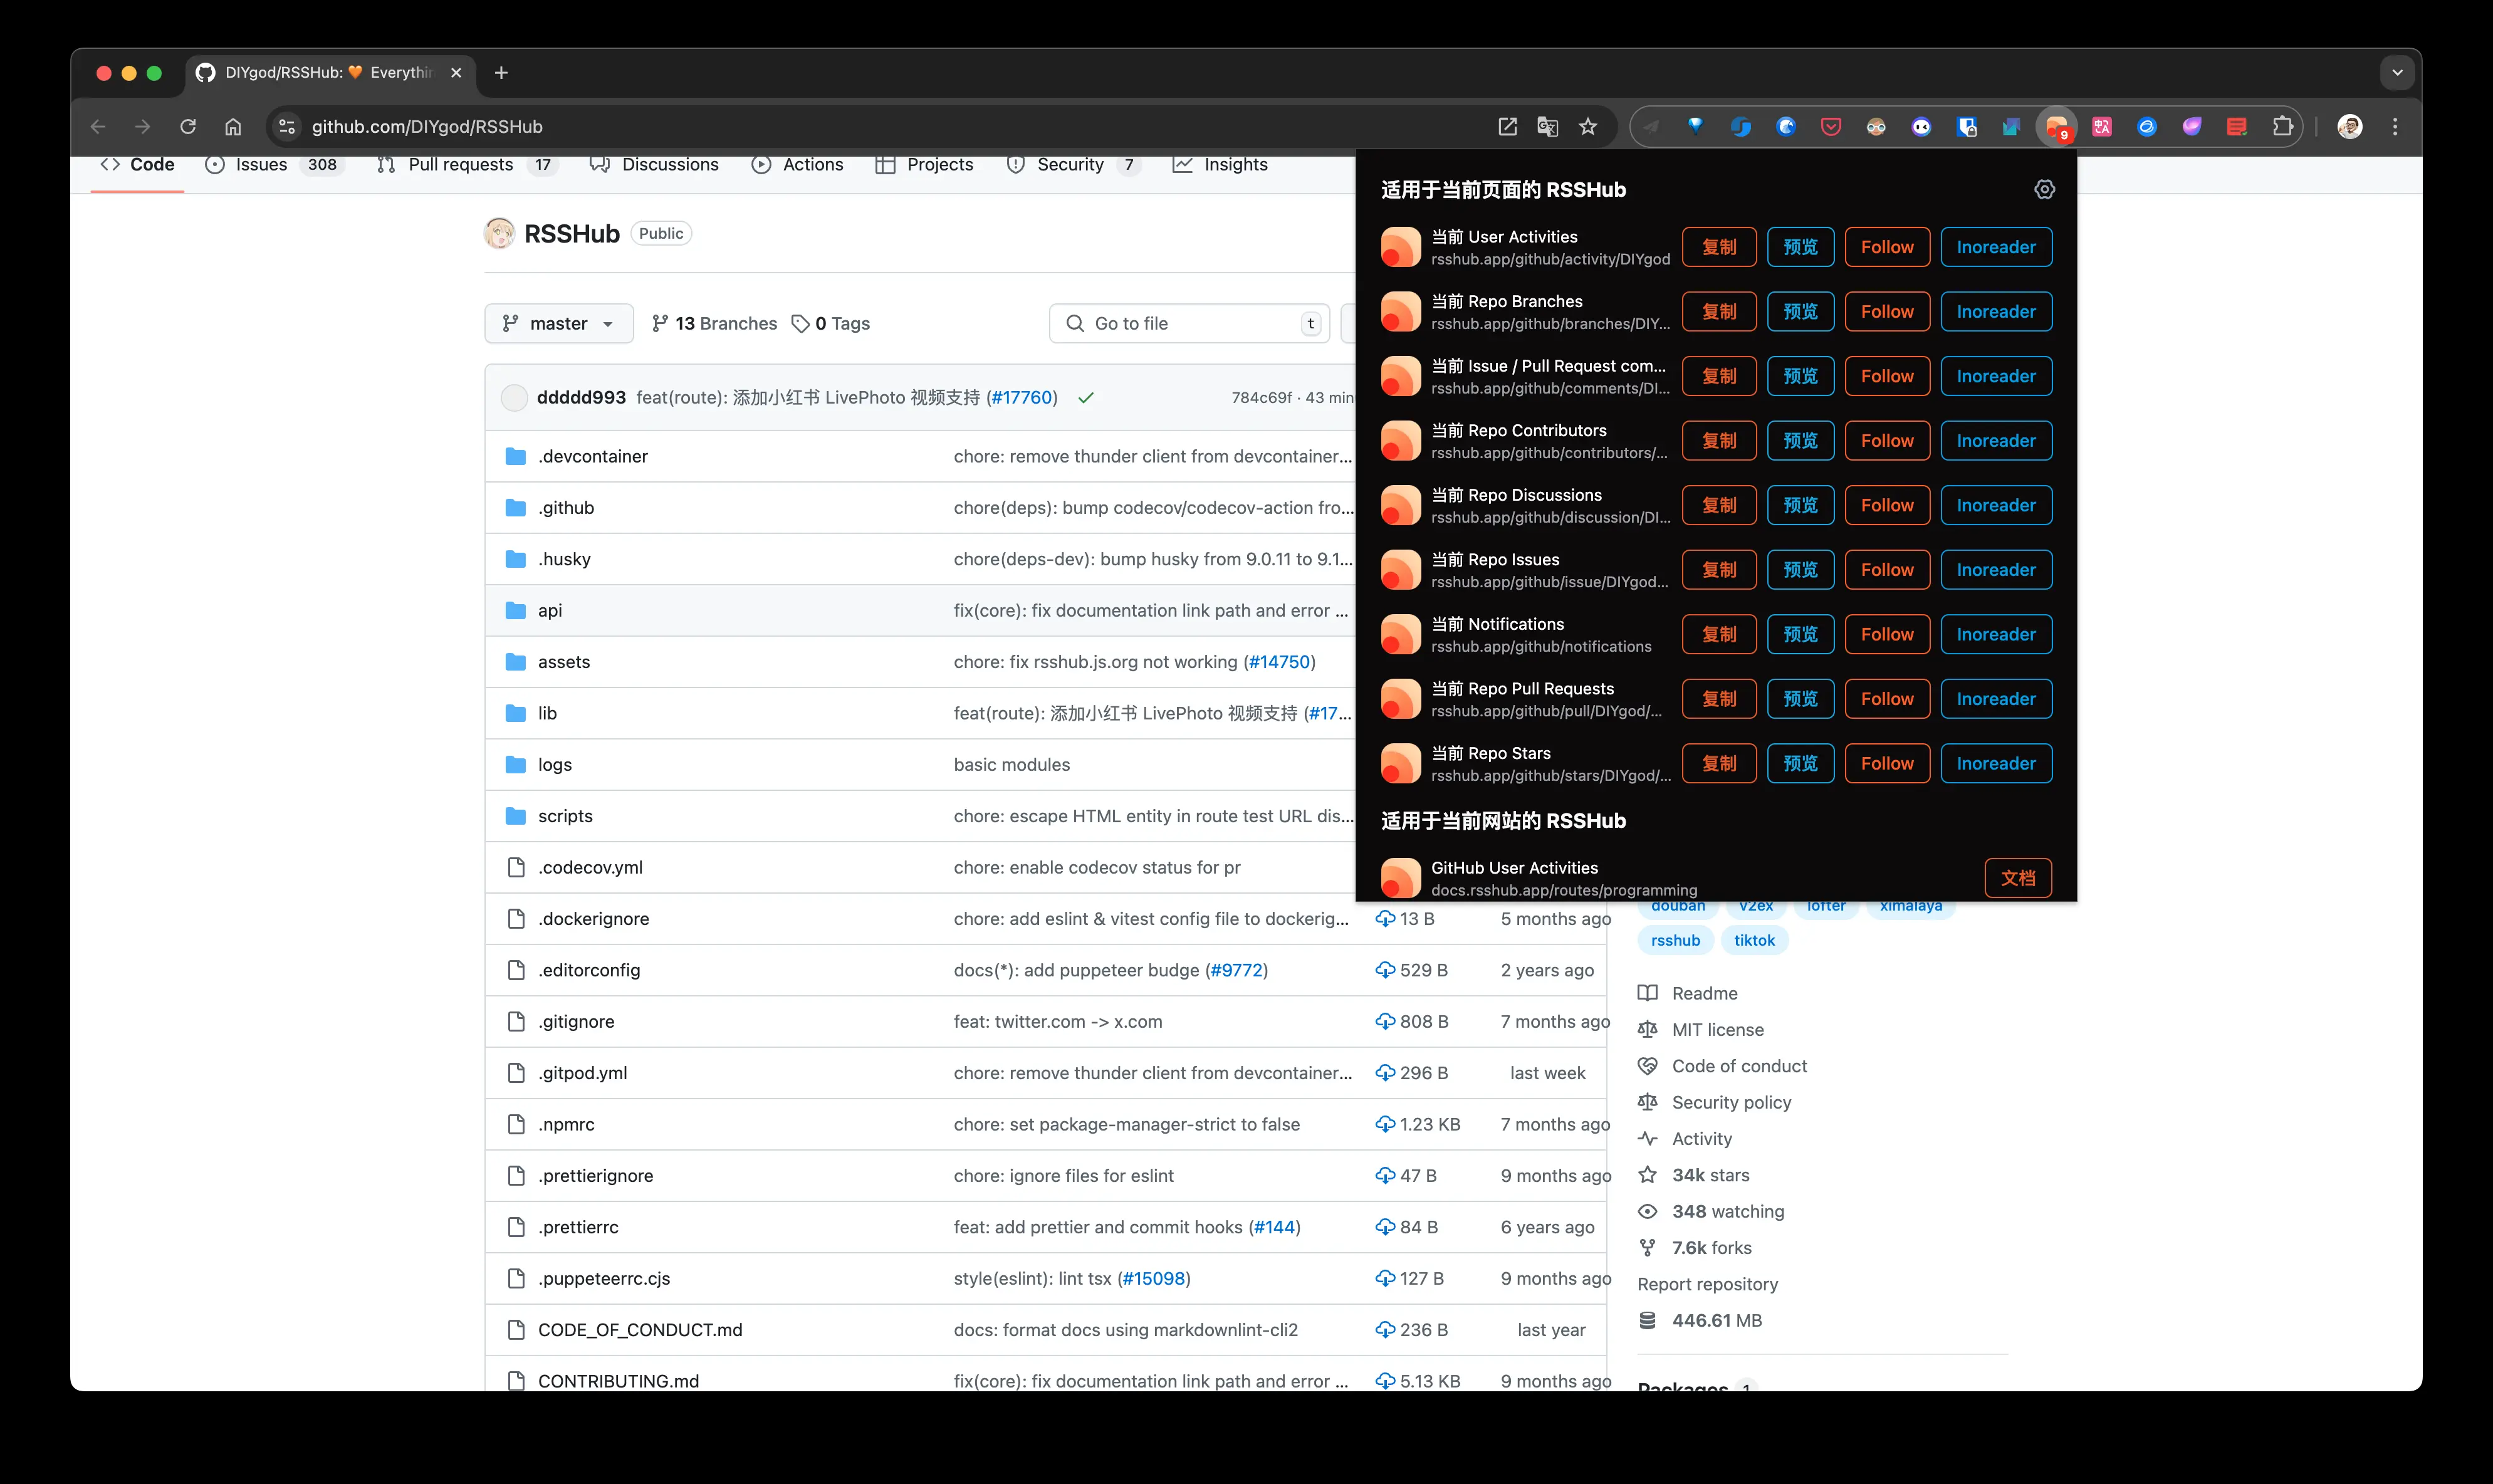 DIYgod/RSSHub: 🧡 Everythin
github.com/DIYgod/RSSHub
9
Code
Issues 308
Pull requests 17
Discussions
Actions
Projects
Security 7
Insights
RSSHub Public
master
13 Branches
0 Tags
Go to file t
ddddd993 feat(route): 添加小红书 LivePhoto 视频支持 (#17760) 784c69f · 43 min
.devcontainer chore: remove thunder client from devcontainer...
.github chore(deps): bump codecov/codecov-action fro...
.husky chore(deps-dev): bump husky from 9.0.11 to 9.1...
api fix(core): fix documentation link path and error ...
assets chore: fix rsshub.js.org not working (#14750)
lib feat(route): 添加小红书 LivePhoto 视频支持 (#17...
logs basic modules
scripts chore: escape HTML entity in route test URL dis...
.codecov.yml chore: enable codecov status for pr
.dockerignore chore: add eslint & vitest config file to dockerig... 13 B 5 months ago
.editorconfig docs(*): add puppeteer budge (#9772) 529 B 2 years ago
.gitignore feat: twitter.com -> x.com 808 B 7 months ago
.gitpod.yml chore: remove thunder client from devcontainer... 296 B last week
.npmrc chore: set package-manager-strict to false 1.23 KB 7 months ago
.prettierignore chore: ignore files for eslint 47 B 9 months ago
.prettierrc feat: add prettier and commit hooks (#144) 84 B 6 years ago
.puppeteerrc.cjs style(eslint): lint tsx (#15098) 127 B 9 months ago
CODE_OF_CONDUCT.md docs: format docs using markdownlint-cli2 236 B last year
CONTRIBUTING.md fix(core): fix documentation link path and error ... 5.13 KB 9 months ago
适用于当前页面的 RSSHub
当前 User Activities
rsshub.app/github/activity/DIYgod
复制 预览 Follow Inoreader
当前 Repo Branches
rsshub.app/github/branches/DIY...
复制 预览 Follow Inoreader
当前 Issue / Pull Request com...
rsshub.app/github/comments/DI...
复制 预览 Follow Inoreader
当前 Repo Contributors
rsshub.app/github/contributors/...
复制 预览 Follow Inoreader
当前 Repo Discussions
rsshub.app/github/discussion/DI...
复制 预览 Follow Inoreader
当前 Repo Issues
rsshub.app/github/issue/DIYgod...
复制 预览 Follow Inoreader
当前 Notifications
rsshub.app/github/notifications
复制 预览 Follow Inoreader
当前 Repo Pull Requests
rsshub.app/github/pull/DIYgod/...
复制 预览 Follow Inoreader
当前 Repo Stars
rsshub.app/github/stars/DIYgod/...
复制 预览 Follow Inoreader
适用于当前网站的 RSSHub
GitHub User Activities
docs.rsshub.app/routes/programming
文档
douban v2ex lofter ximalaya
rsshub tiktok
Readme
MIT license
Code of conduct
Security policy
Activity
34k stars
348 watching
7.6k forks
Report repository
446.61 MB
Packages 1